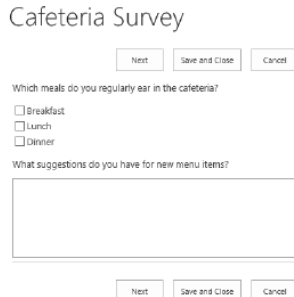 Cafeteria Survey
Next Save and Close Cancel
Which meals do you regularly ear in the cafeteria?
Breakfast
Lunch
Dinner
What suggestions do you have for new menu items?
Next Save and Close Cancel